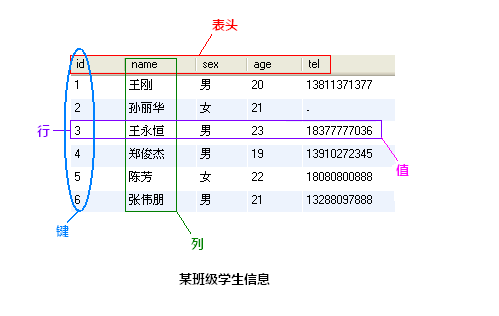 表头
id name sex age tel
1 王刚 男 20 13811371377
2 孙丽华 女 21 -
行 3 王永恒 男 23 18377777036
4 郑俊杰 男 19 13910272345
值
5 陈芳 女 22 18080800888
6 张伟朋 男 21 13288097888
键
列
某班级学生信息